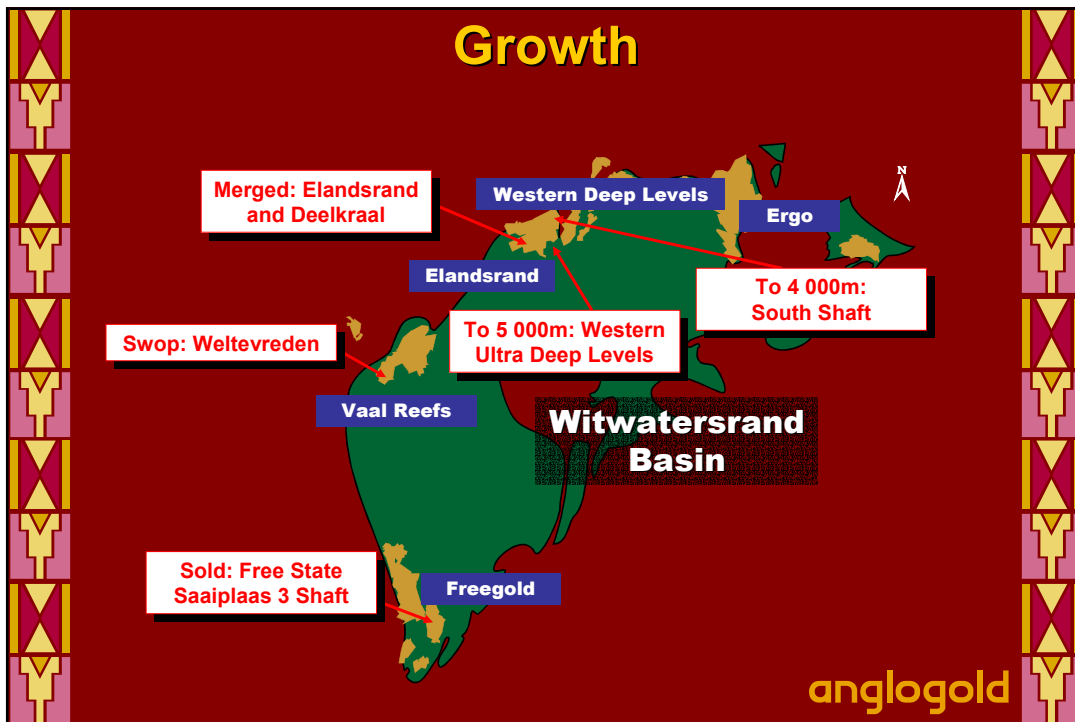 Growth
N
Merged: Elandsrand
and Deelkraal
Western Deep Levels
Ergo
Elandsrand
To 4 000m:
South Shaft
To 5 000m: Western
Ultra Deep Levels
Swop: Weltevreden
Vaal Reefs
Witwatersrand
Basin
Sold: Free State
Saaiplaas 3 Shaft
Freegold
anglogold